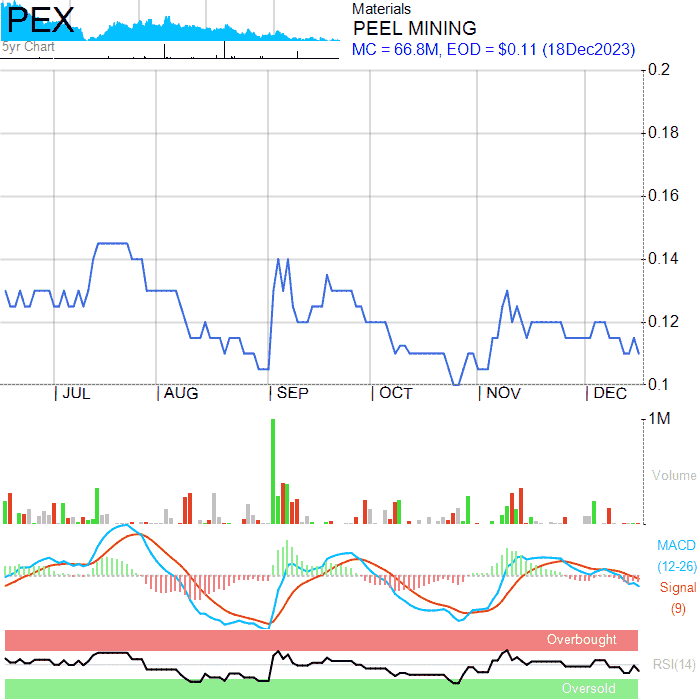 PEX
5yr Chart
Materials
PEEL MINING
MC = 66.8M, EOD = $0.11 (18Dec2023)
0.2
0.18
0.16
0.14
0.12
0.1
JUL AUG SEP OCT NOV DEC
1M
Volume
MACD
(12-26)
Signal
(9)
Overbought
RSI(14)
Oversold